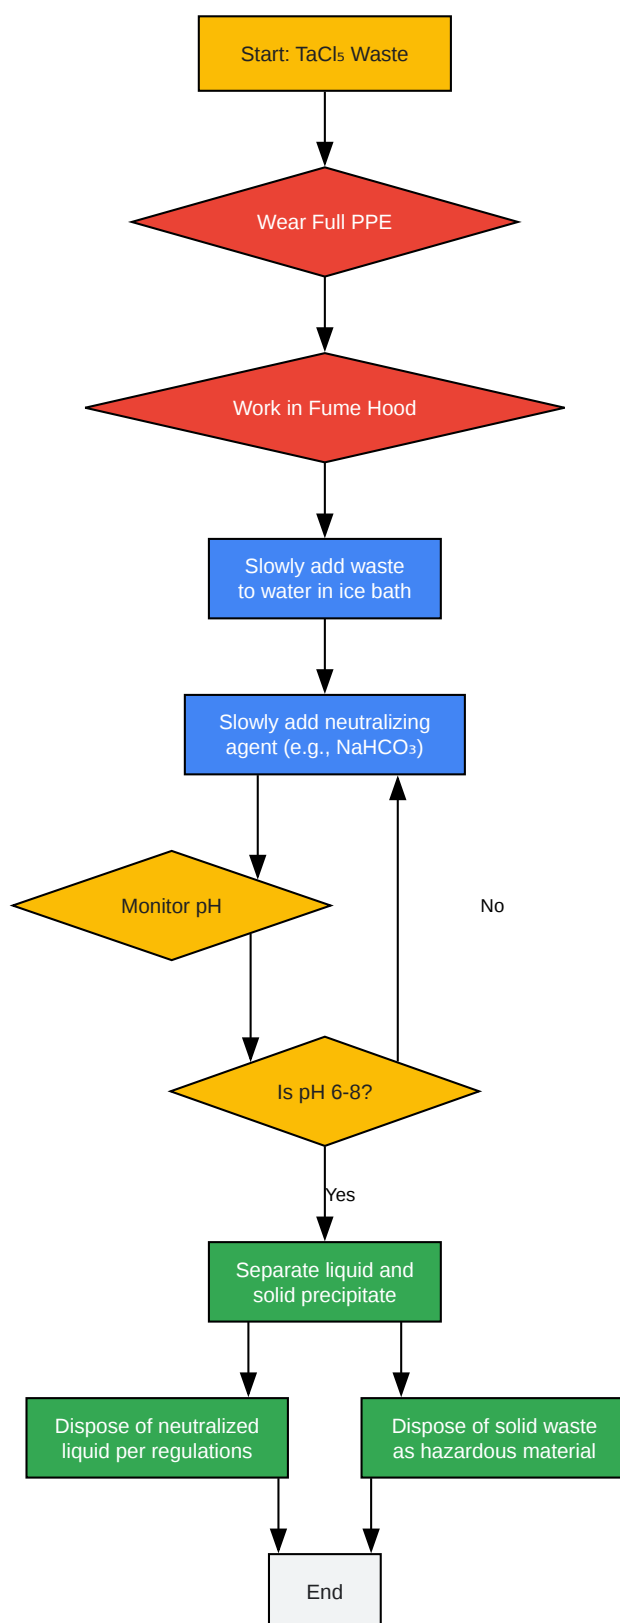 Start: TaCl₅ Waste
Wear Full PPE
Work in Fume Hood
Slowly add waste
to water in ice bath
Slowly add neutralizing
agent (e.g., NaHCO₃)
Monitor pH
No
Is pH 6-8?
Yes
Separate liquid and
solid precipitate
Dispose of neutralized
liquid per regulations
Dispose of solid waste
as hazardous material
End